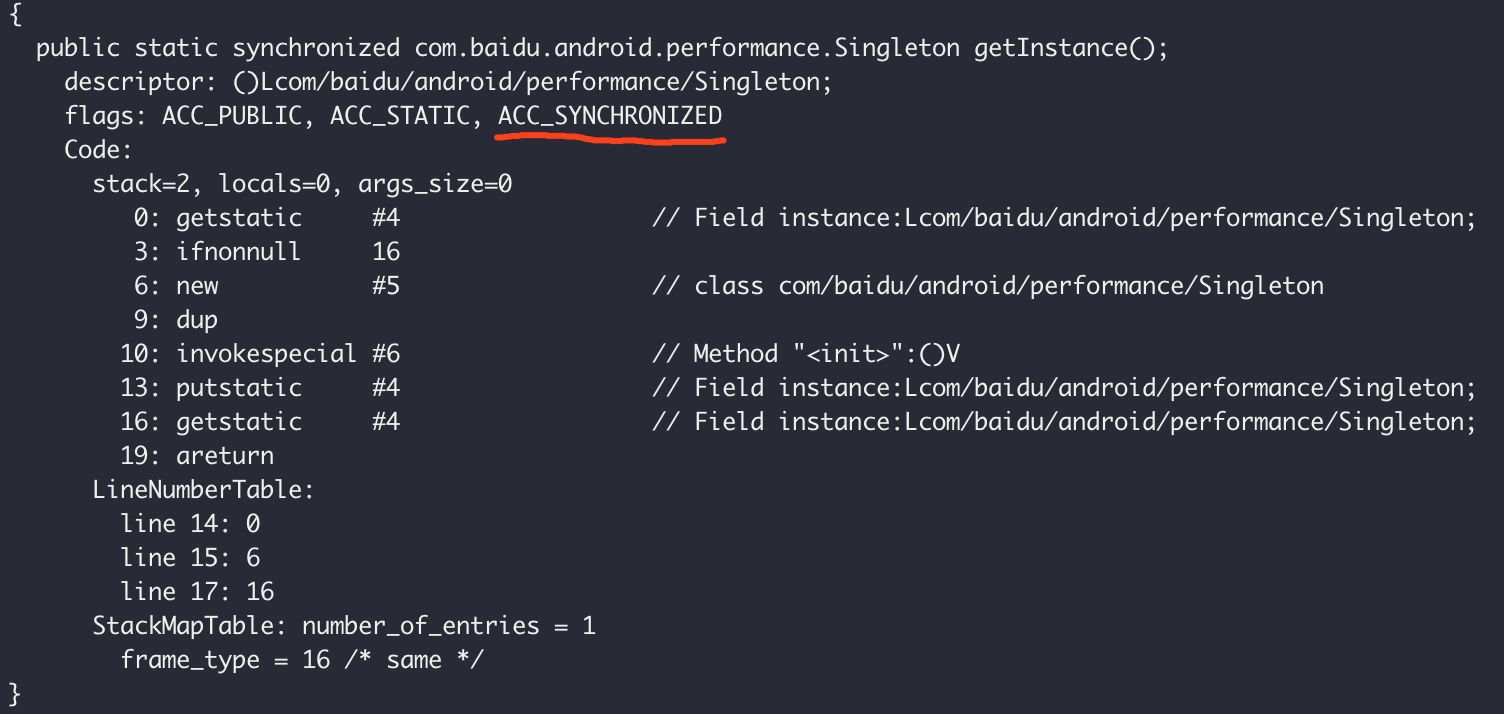 {
  public static synchronized com.baidu.android.performance.Singleton getInstance();
    descriptor: ()Lcom/baidu/android/performance/Singleton;
    flags: ACC_PUBLIC, ACC_STATIC, ACC_SYNCHRONIZED
    Code:
      stack=2, locals=0, args_size=0
         0: getstatic     #4                  // Field instance:Lcom/baidu/android/performance/Singleton;
         3: ifnonnull     16
         6: new           #5                  // class com/baidu/android/performance/Singleton
         9: dup
        10: invokespecial #6                  // Method "<init>":()V
        13: putstatic     #4                  // Field instance:Lcom/baidu/android/performance/Singleton;
        16: getstatic     #4                  // Field instance:Lcom/baidu/android/performance/Singleton;
        19: areturn
      LineNumberTable:
        line 14: 0
        line 15: 6
        line 17: 16
      StackMapTable: number_of_entries = 1
        frame_type = 16 /* same */
}